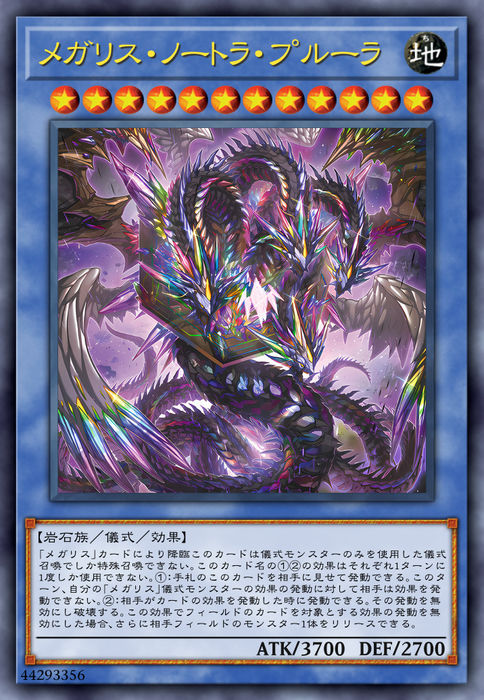 メガリス・ノートラ・プルーラ
ち
地
【岩石族／儀式／効果】
「メガリス」カードにより降臨このカードは儀式モンスターのみを使用した儀式
召喚でしか特殊召喚できない。このカード名の①②の効果はそれぞれ1ターンに
1度しか使用できない。①：手札のこのカードを相手に見せて発動できる。このタ
ーン、自分の「メガリス」儀式モンスターの効果の発動に対して相手は効果を発
動できない。②：相手がカードの効果を発動した時に発動できる。その発動を無
効にし破壊する。この効果でフィールドのカードを対象とする効果の発動を無
効にした場合、さらに相手フィールドのモンスター1体をリリースできる。
ATK/3700 DEF/2700
44293356